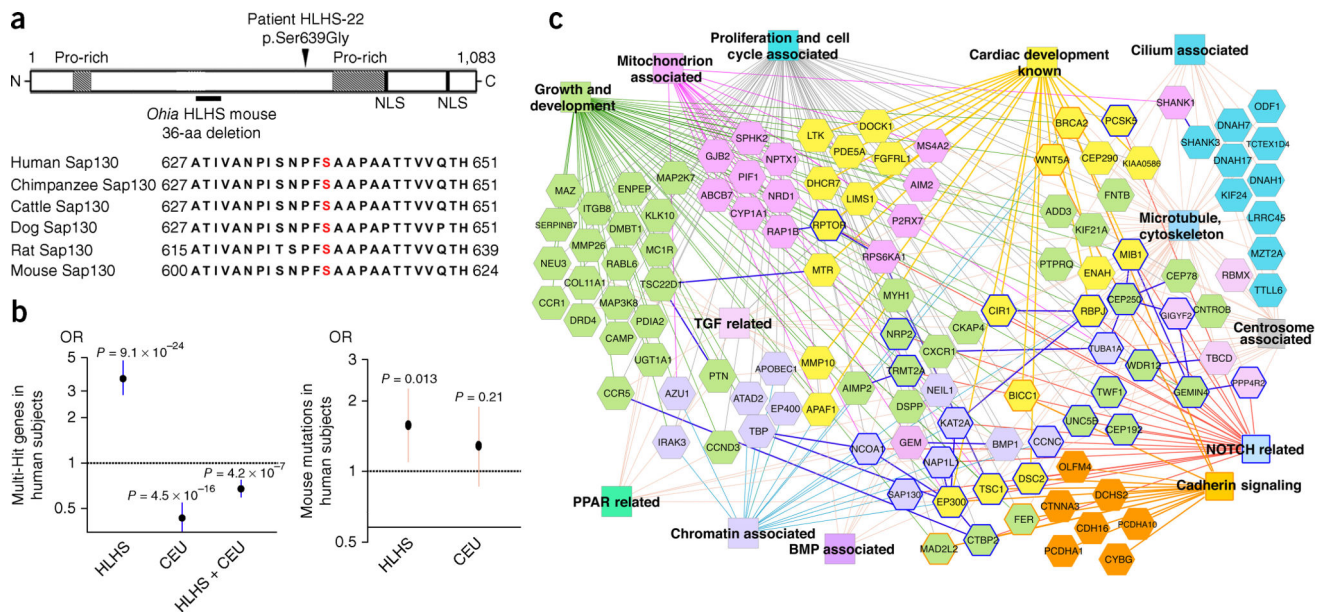 a
Patient HLHS-22
p.Ser639Gly
1
Pro-rich
Pro-rich
1,083
N
C
NLS
NLS
Ohia HLHS mouse
36-aa deletion
Human Sap130 627 ATIVANPISNPFSAAPAATTVVQTH 651
Chimpanzee Sap130 627 ATIVANPISNPFSAAPAATTVVQTH 651
Cattle Sap130 627 ATIVANPISNPFSAAPAATTVVQTH 651
Dog Sap130 627 ATIVANPISNPFSAAPAATTVVPTH 651
Rat Sap130 615 ATIVANPITSPFSAAPAATTVVQTH 639
Mouse Sap130 600 ATIVANPISNPFSAAPAATTVVQTH 624
b
OR
Multi-Hit genes in
human subjects
5
3
1
0.5
P = 9.1 × 10−24
P = 4.5 × 10−16
P = 4.2 × 10−7
HLHS
CEU
HLHS + CEU
OR
Mouse mutations in
human subjects
3
2
1
0.5
P = 0.013
P = 0.21
HLHS
CEU
c
Proliferation and cell
cycle associated
Cardiac development
known
Cilium associated
Mitochondrion
associated
Growth and
development
Microtubule,
cytoskeleton
Centrosome
associated
TGF related
NOTCH related
Cadherin signaling
PPAR related
Chromatin associated
BMP associated
SPHK2
GJB2
NPTX1
PIF1
ABCB7
NRD1
CYP1A1
RAP1B
LTK
DOCK1
PDE5A
FGFRL1
DHCR7
LIMS1
RPTOR
MTR
MS4A2
AIM2
P2RX7
RPS6KA1
BRCA2
PCSK5
WNT5A
CEP290
KIAA0586
SHANK1
SHANK3
ODF1
DNAH7
TCTEX1D4
DNAH17
DNAH1
KIF24
LRRC45
MZT2A
TTLL6
RBMX
FNTB
ADD3
KIF21A
PTPRQ
ENAH
MIB1
CEP78
CEP250
GIGYF2
CNTROB
RBPJ
CIR1
TUBA1A
WDR12
TBCD
PPP4R2
GEMIN4
TWF1
UNC5B
CEP192
BICC1
MAZ
ENPEP
MAP2K7
ITGB8
KLK10
SERPINB7
DMBT1
MMP26
MC1R
NEU3
RABL6
TSC22D1
COL11A1
CCR1
MAP3K8
DRD4
PDIA2
CAMP
UGT1A1
CCR5
PTN
CCND3
AZU1
IRAK3
APOBEC1
ATAD2
EP400
TBP
MMP10
APAF1
AIMP2
MYH1
NRP2
CKAP4
CXCR1
TRMT2A
NEIL1
DSPP
KAT2A
GEM
NCOA1
BMP1
CCNC
NAP1L1
SAP130
EP300
TSC1
DSC2
FER
CTBP2
MAD2L2
OLFM4
DCHS2
CTNNA3
CDH16
PCDHA10
PCDHA1
CYBG